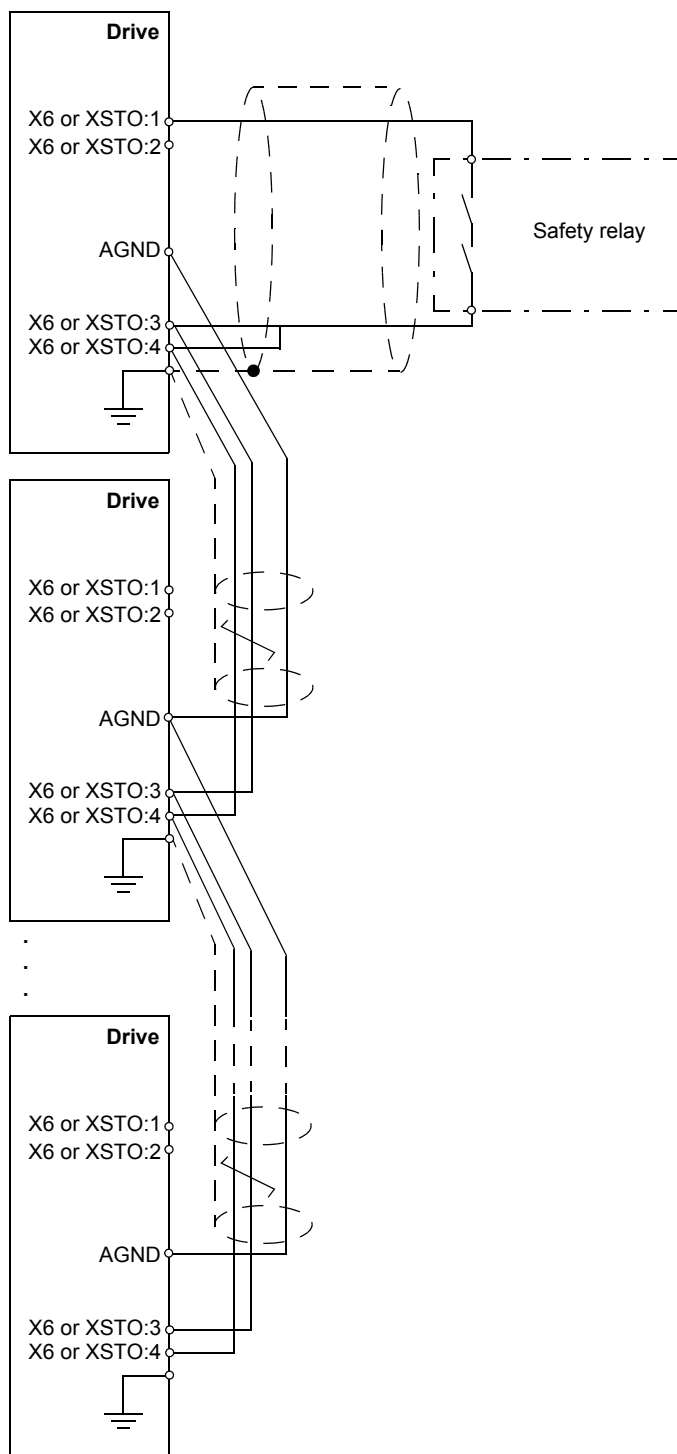 Drive
X6 or XSTO:1
X6 or XSTO:2
Safety relay
AGND
X6 or XSTO:3
X6 or XSTO:4
Drive
X6 or XSTO:1
X6 or XSTO:2
AGND
X6 or XSTO:3
X6 or XSTO:4
.
.
.
Drive
X6 or XSTO:1
X6 or XSTO:2
AGND
X6 or XSTO:3
X6 or XSTO:4